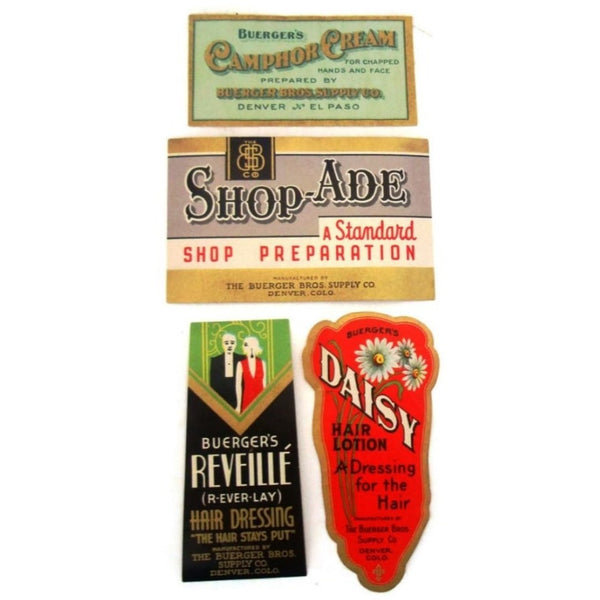 BUERGER'S
CAMPHOR CREAM
FOR CHAPPED
HANDS AND FACE
PREPARED BY
BUERGER BROS. SUPPLY CO.
DENVER EL PASO
THE
BBS
CO
SHOP-ADE
A Standard
SHOP PREPARATION
MANUFACTURED BY
THE BUERGER BROS. SUPPLY CO.
DENVER, COLO.
BUERGER'S
REVEILLÉ
(R-EVER-LAY)
HAIR DRESSING
"THE HAIR STAYS PUT"
MANUFACTURED BY
THE BUERGER BROS.
SUPPLY CO.
DENVER, COLO.
BUERGER'S
DAISY
HAIR
LOTION
A Dressing
for the
Hair
MANUFACTURED BY
THE BUERGER BROS.
SUPPLY CO.
DENVER,
COLO.